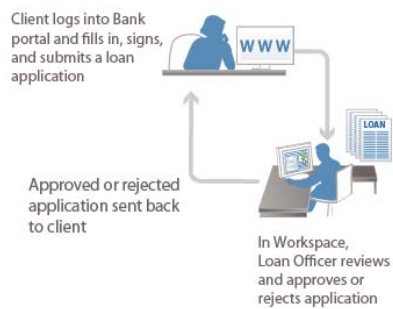 Client logs into Bank
portal and fills in, signs,
and submits a loan
application
WWW
LOAN
Approved or rejected
application sent back
to client
In Workspace,
Loan Officer reviews
and approves or
rejects application